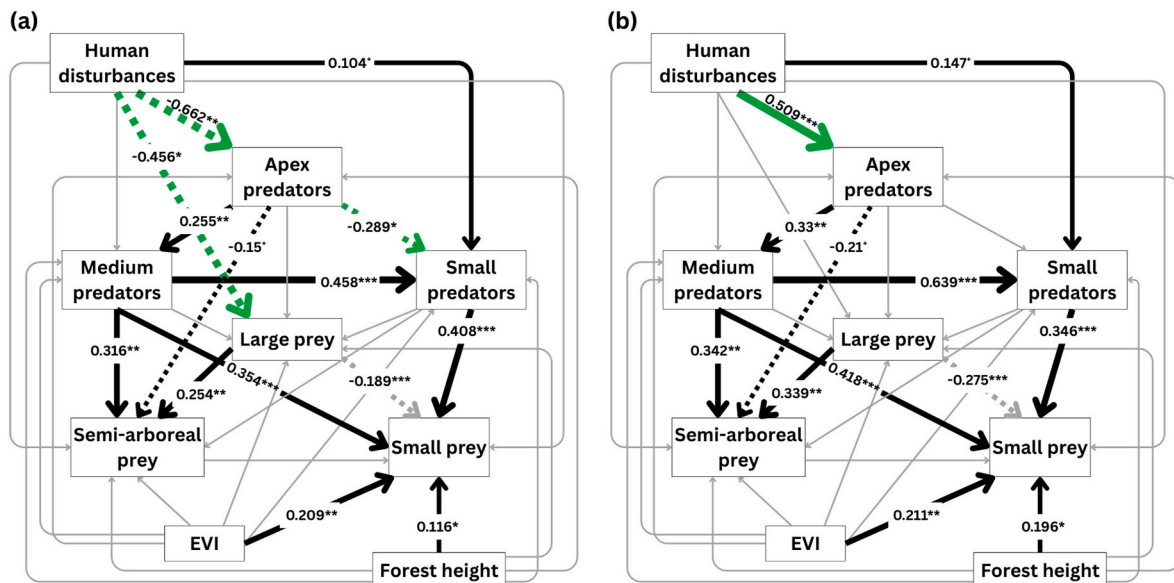 (a)
Human
disturbances
0.104⁺
-0.662**
-0.456*
Apex
predators
0.255**
-0.15⁺
-0.289*
Medium
predators
0.458***
Small
predators
Large prey
0.408***
0.316**
0.254**
0.354***
-0.189***
Semi-arboreal
prey
Small prey
0.209**
0.116*
EVI
Forest height
(b)
Human
disturbances
0.147⁺
0.509***
Apex
predators
0.33**
-0.21⁺
Medium
predators
0.639***
Small
predators
Large prey
0.346***
0.342**
0.339**
0.418***
-0.275***
Semi-arboreal
prey
Small prey
0.211**
0.196*
EVI
Forest height